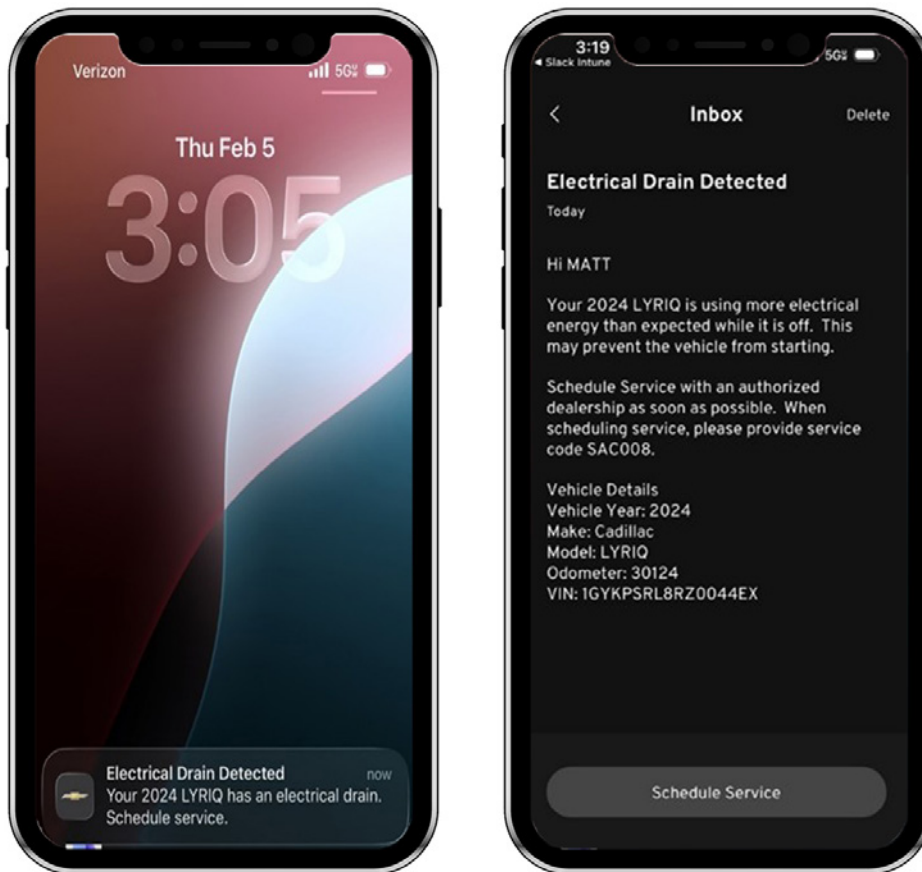 Verizon
5G
Thu Feb 5
3:05
Electrical Drain Detected
now
Your 2024 LYRIQ has an electrical drain.
Schedule service.
3:19
5G
◄ Slack Intune
Inbox
Delete
Electrical Drain Detected
Today
Hi MATT
Your 2024 LYRIQ is using more electrical
energy than expected while it is off. This
may prevent the vehicle from starting.
Schedule Service with an authorized
dealership as soon as possible. When
scheduling service, please provide service
code SAC008.
Vehicle Details
Vehicle Year: 2024
Make: Cadillac
Model: LYRIQ
Odometer: 30124
VIN: 1GYKPSRL8RZ0044EX
Schedule Service